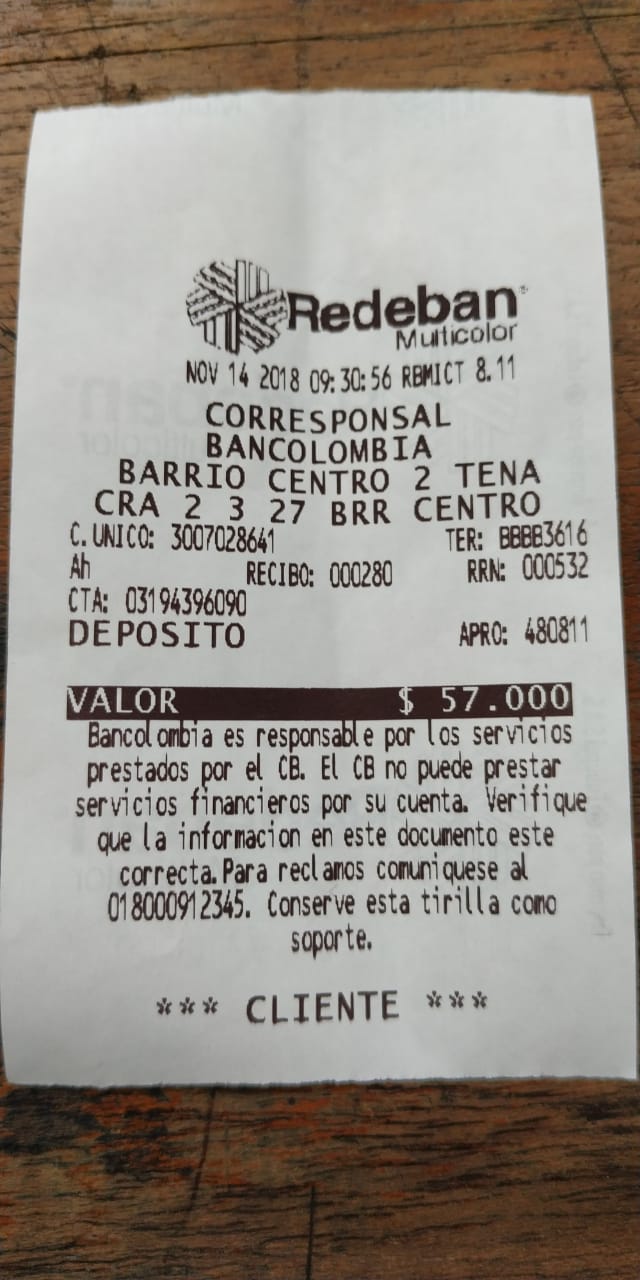 Redeban
Multicolor
NOV 14 2018 09:30:56 RBMICT 8.11
CORRESPONSAL
BANCOLOMBIA
BARRIO CENTRO 2 TENA
CRA 2 3 27 BRR CENTRO
C.UNICO: 3007028641 TER: BBBB3616
Ah RECIBO: 000280 RRN: 000532
CTA: 03194396090
DEPOSITO APRO: 480811
VALOR $ 57.000
Bancolombia es responsable por los servicios
prestados por el CB. El CB no puede prestar
servicios financieros por su cuenta. Verifique
que la informacion en este documento este
correcta.Para reclamos comuniquese al
018000912345. Conserve esta tirilla como
soporte.
*** CLIENTE ***